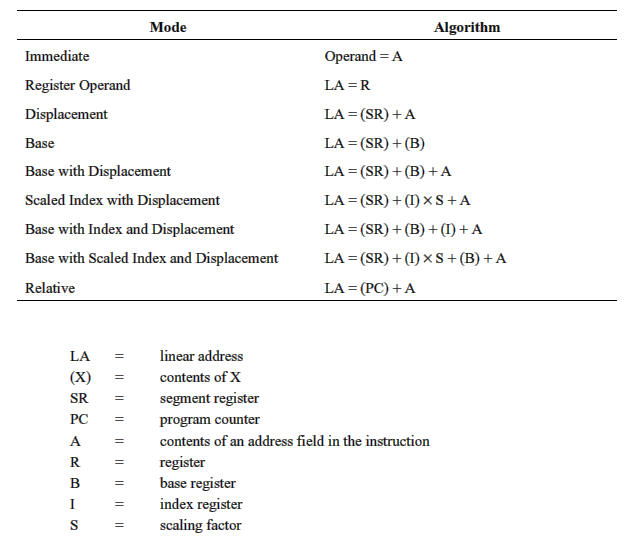 Mode Algorithm
Immediate Operand = A
Register Operand LA = R
Displacement LA = (SR) + A
Base LA = (SR) + (B)
Base with Displacement LA = (SR) + (B) + A
Scaled Index with Displacement LA = (SR) + (I) × S + A
Base with Index and Displacement LA = (SR) + (B) + (I) + A
Base with Scaled Index and Displacement LA = (SR) + (I) × S + (B) + A
Relative LA = (PC) + A
LA = linear address
(X) = contents of X
SR = segment register
PC = program counter
A = contents of an address field in the instruction
R = register
B = base register
I = index register
S = scaling factor